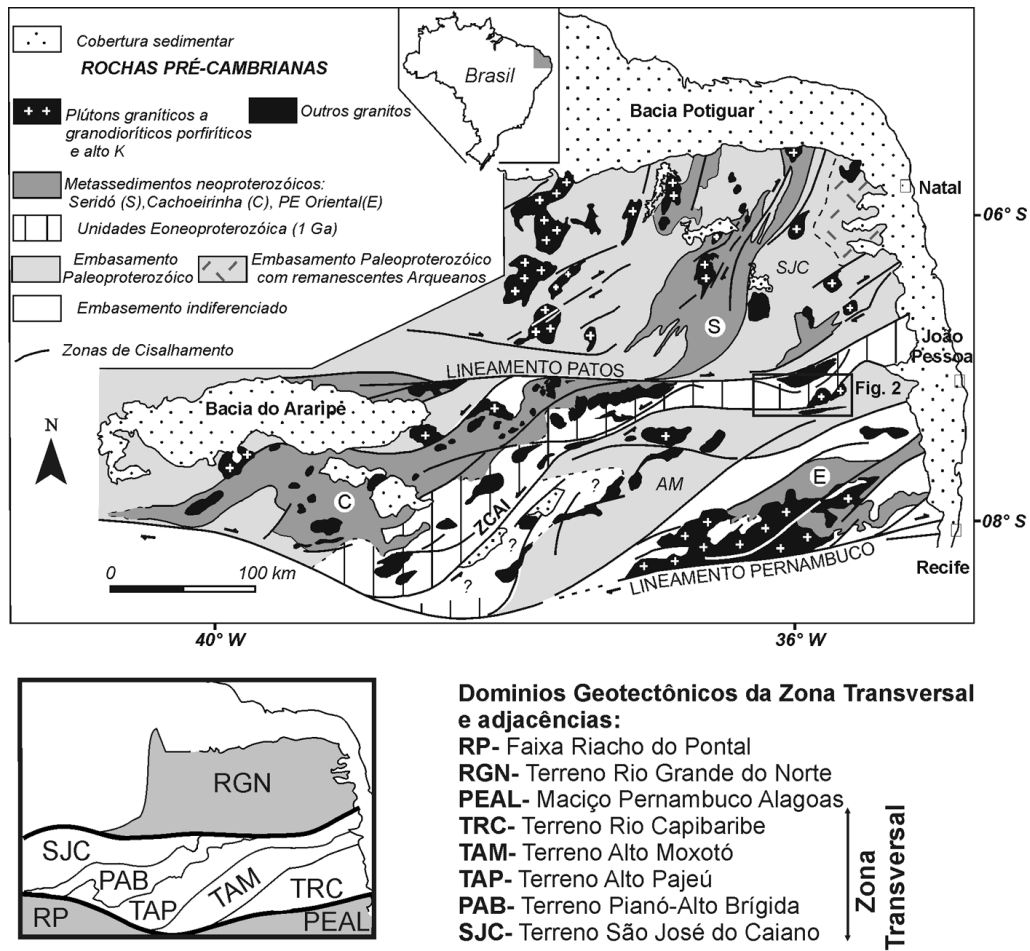 Cobertura sedimentar
ROCHAS PRÉ-CAMBRIANAS
Plútons graníticos a
granodioríticos porfiríticos
e alto K
Outros granitos
Metassedimentos neoproterozóicos:
Seridó (S),Cachoeirinha (C), PE Oriental(E)
Unidades Eoneoproterozóica (1 Ga)
Embasamento
Paleoproterozóico
Embasamento Paleoproterozóico
com remanescentes Arqueanos
Embasemento indiferenciado
Zonas de Cisalhamento
Brasil
Bacia Potiguar
Natal
06° S
SJC
S
João
Pessoa
LINEAMENTO PATOS
Fig. 2
Bacia do Araripe
N
AM
?
E
C
ZCAI
?
?
08° S
0 100 km
LINEAMENTO PERNAMBUCO
Recife
40° W
36° W
RGN
SJC
PAB
TAM
TAP
TRC
RP
PEAL
Dominios Geotectônicos da Zona Transversal
e adjacências:
RP- Faixa Riacho do Pontal
RGN- Terreno Rio Grande do Norte
PEAL- Maciço Pernambuco Alagoas
TRC- Terreno Rio Capibaribe
TAM- Terreno Alto Moxotó
TAP- Terreno Alto Pajeú
PAB- Terreno Pianó-Alto Brígida
SJC- Terreno São José do Caiano
Zona
Transversal